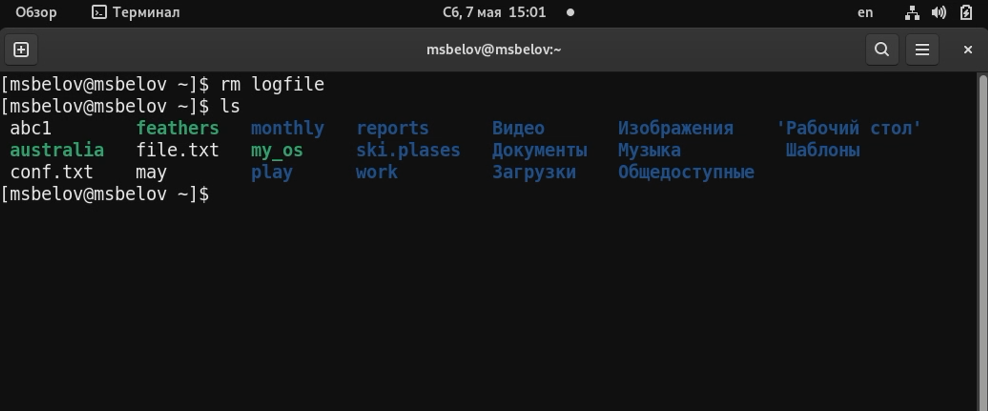 Обзор Терминал Сб, 7 мая 15:01 en
msbelov@msbelov:~
[msbelov@msbelov ~]$ rm logfile
[msbelov@msbelov ~]$ ls
abc1 feathers monthly reports Видео Изображения 'Рабочий стол'
australia file.txt my_os ski.plases Документы Музыка Шаблоны
conf.txt may play work Загрузки Общедоступные
[msbelov@msbelov ~]$